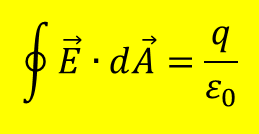 ∮ E⃗ · dA⃗ = q/ε₀